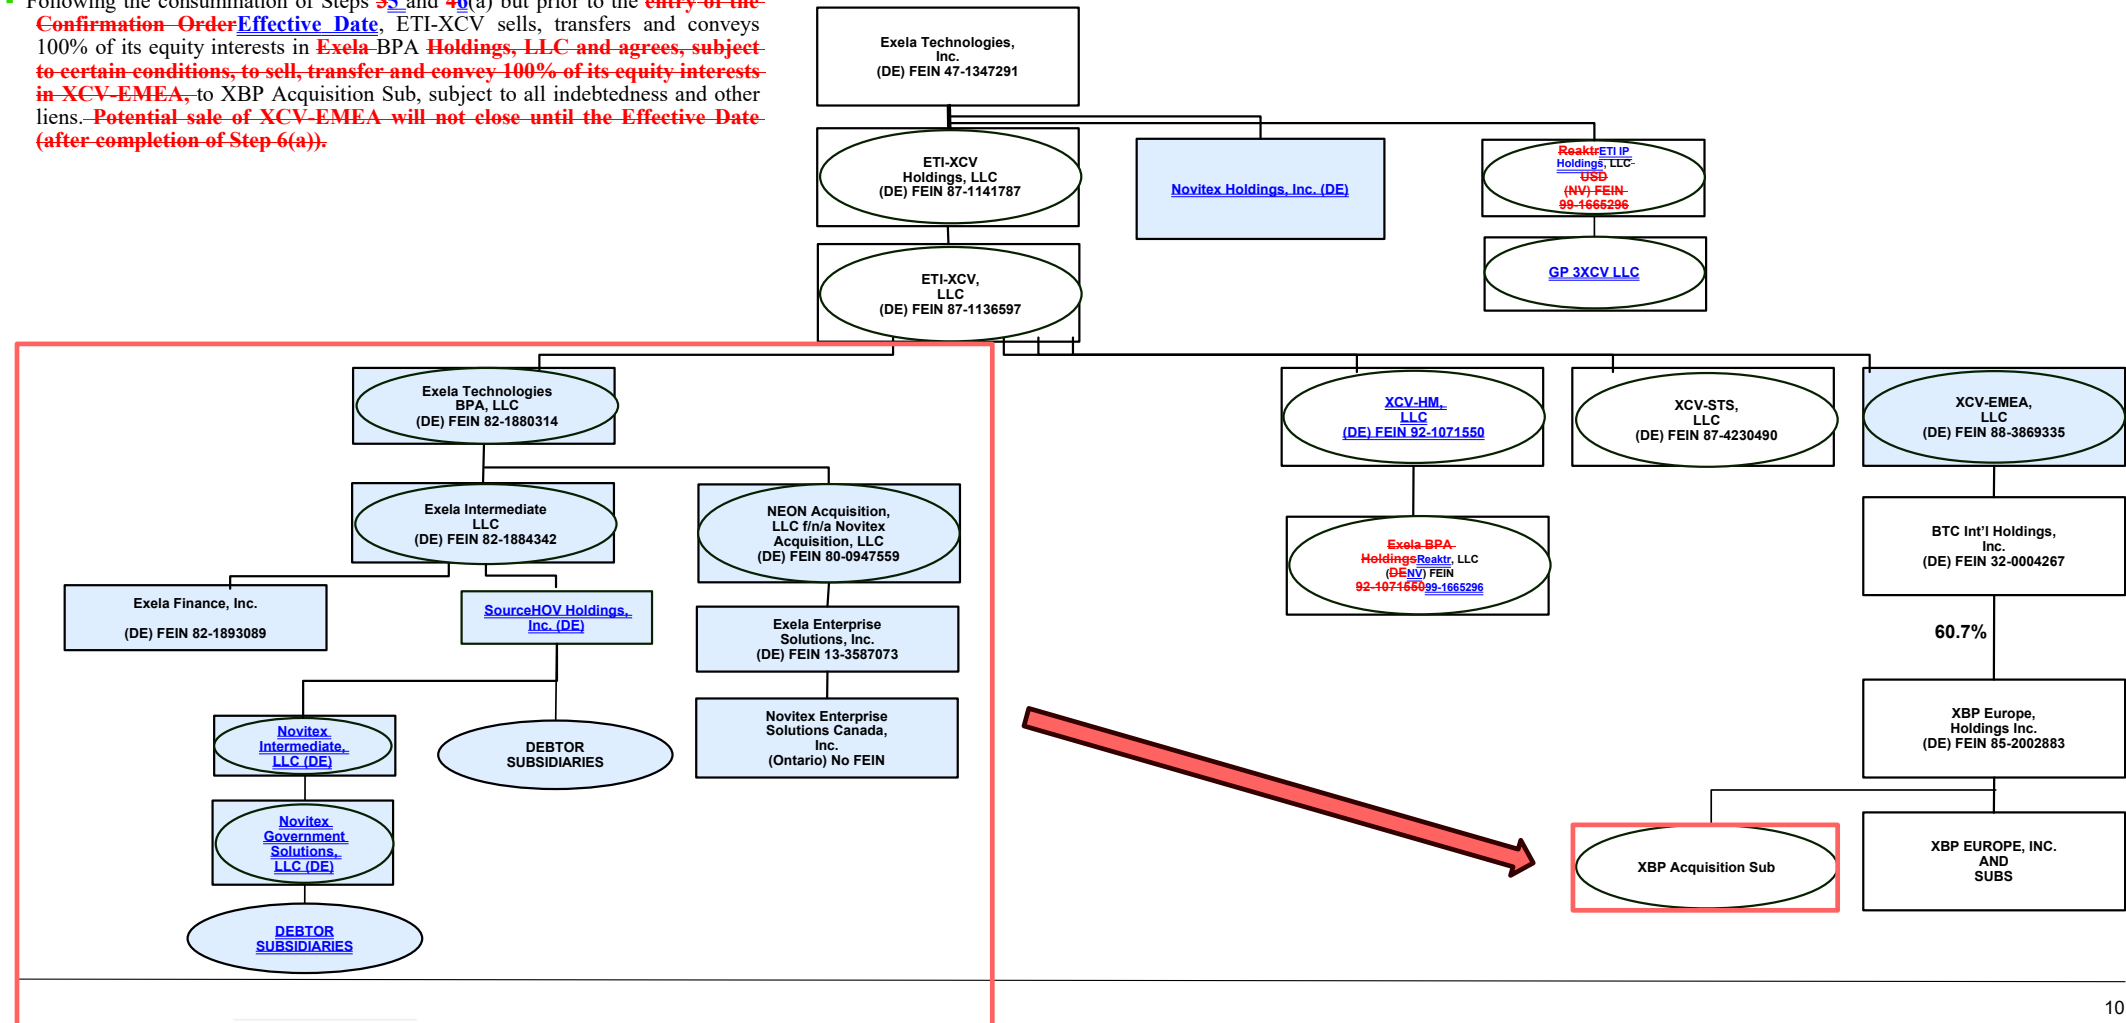 Following the consummation of Steps 35 and 46(a) but prior to the entry of the
Confirmation OrderEffective Date, ETI-XCV sells, transfers and conveys
100% of its equity interests in Exela BPA Holdings, LLC and agrees, subject
to certain conditions, to sell, transfer and convey 100% of its equity interests
in XCV-EMEA, to XBP Acquisition Sub, subject to all indebtedness and other
liens. Potential sale of XCV-EMEA will not close until the Effective Date
(after completion of Step 6(a)).
Exela Technologies,
Inc.
(DE) FEIN 47-1347291
ETI-XCV
Holdings, LLC
(DE) FEIN 87-1141787
Novitex Holdings, Inc. (DE)
ReaktrETI IP
Holdings, LLC
USD
(NV) FEIN
99-1665296
GP 3XCV LLC
ETI-XCV,
LLC
(DE) FEIN 87-1136597
Exela Technologies
BPA, LLC
(DE) FEIN 82-1880314
XCV-HM,
LLC
(DE) FEIN 92-1071550
XCV-STS,
LLC
(DE) FEIN 87-4230490
XCV-EMEA,
LLC
(DE) FEIN 88-3869335
Exela Intermediate
LLC
(DE) FEIN 82-1884342
NEON Acquisition,
LLC f/n/a Novitex
Acquisition, LLC
(DE) FEIN 80-0947559
Exela BPA
HoldingsReaktr, LLC
(DENV) FEIN
92-107155099-1665296
BTC Int'l Holdings,
Inc.
(DE) FEIN 32-0004267
Exela Finance, Inc.
(DE) FEIN 82-1893089
SourceHOV Holdings,
Inc. (DE)
Exela Enterprise
Solutions, Inc.
(DE) FEIN 13-3587073
60.7%
Novitex
Intermediate,
LLC (DE)
DEBTOR
SUBSIDIARIES
Novitex Enterprise
Solutions Canada,
Inc.
(Ontario) No FEIN
XBP Europe,
Holdings Inc.
(DE) FEIN 85-2002883
Novitex
Government
Solutions,
LLC (DE)
XBP Acquisition Sub
XBP EUROPE, INC.
AND
SUBS
DEBTOR
SUBSIDIARIES
10